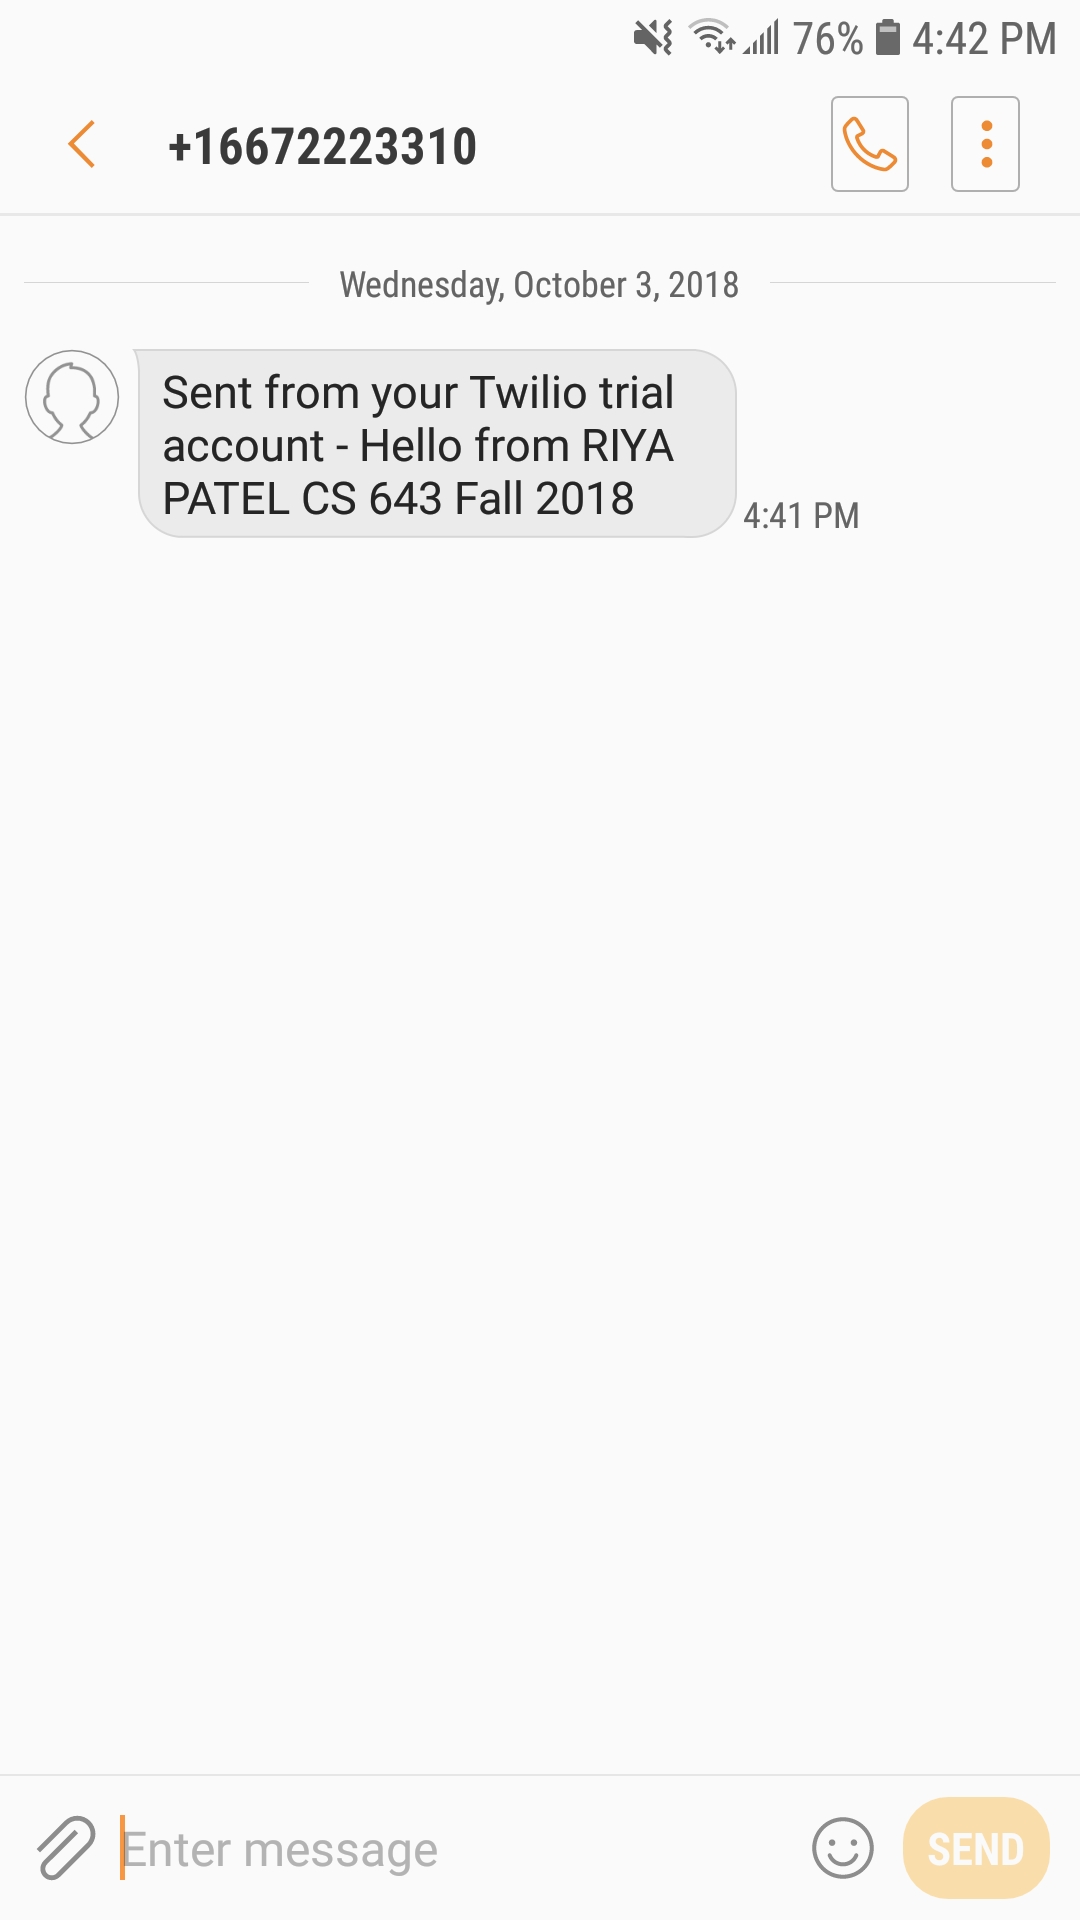 76% 4:42 PM
+16672223310
Wednesday, October 3, 2018
Sent from your Twilio trial
account - Hello from RIYA
PATEL CS 643 Fall 2018
4:41 PM
Enter message
SEND